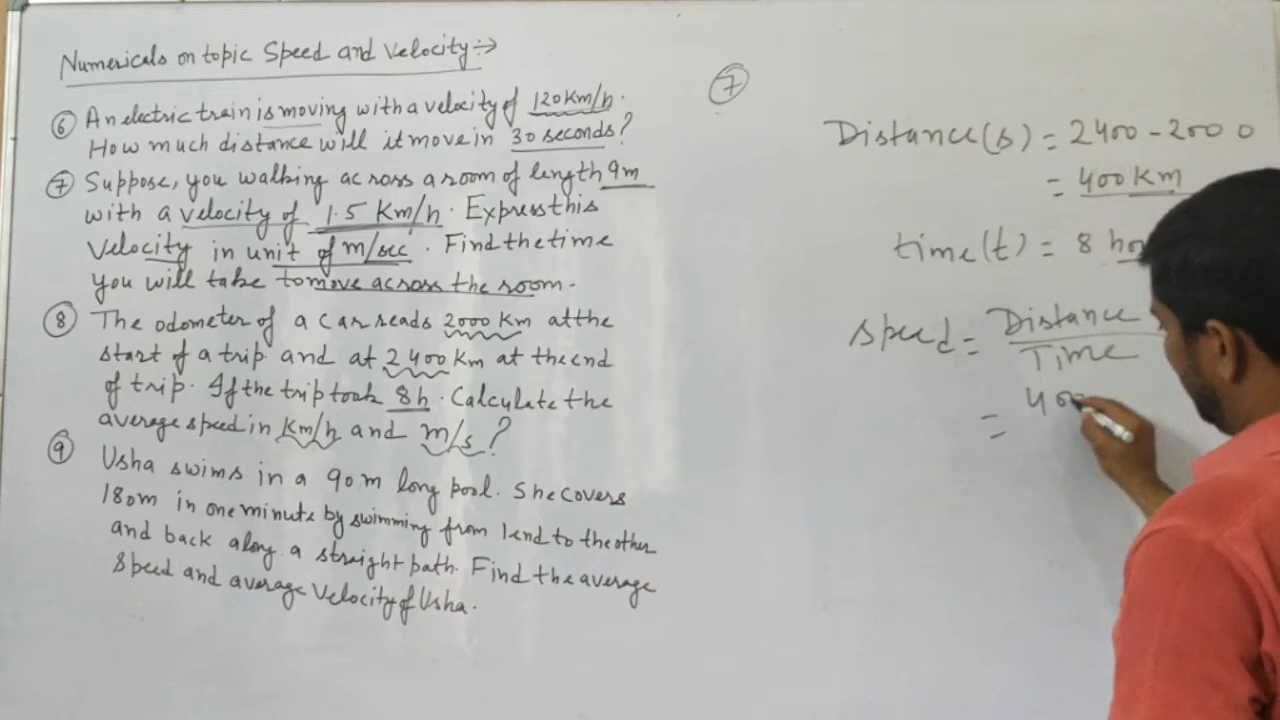 Numericals on topic Speed and Velocity:→
⑥ An electric train is moving with a velocity of 120 Km/h.
How much distance will it move in 30 seconds?
⑦ Suppose, you walking across a room of length 9m
with a velocity of 1.5 Km/h. Express this
Velocity in unit of m/sec. Find the time
you will take to move across the room.
⑧ The odometer of a car reads 2000 Km at the
start of a trip and at 2400 Km at the end
of trip. If the trip took 8h. Calculate the
average speed in Km/h and m/s?
⑨ Usha swims in a 90m long pool. She covers
180m in one minute by swimming from 1 end to the other
and back along a straight path. Find the average
Speed and average Velocity of Usha.
⑦
Distance(s) = 2400 - 2000
= 400 Km
time(t) = 8
Speed = Distance
Time
= 400